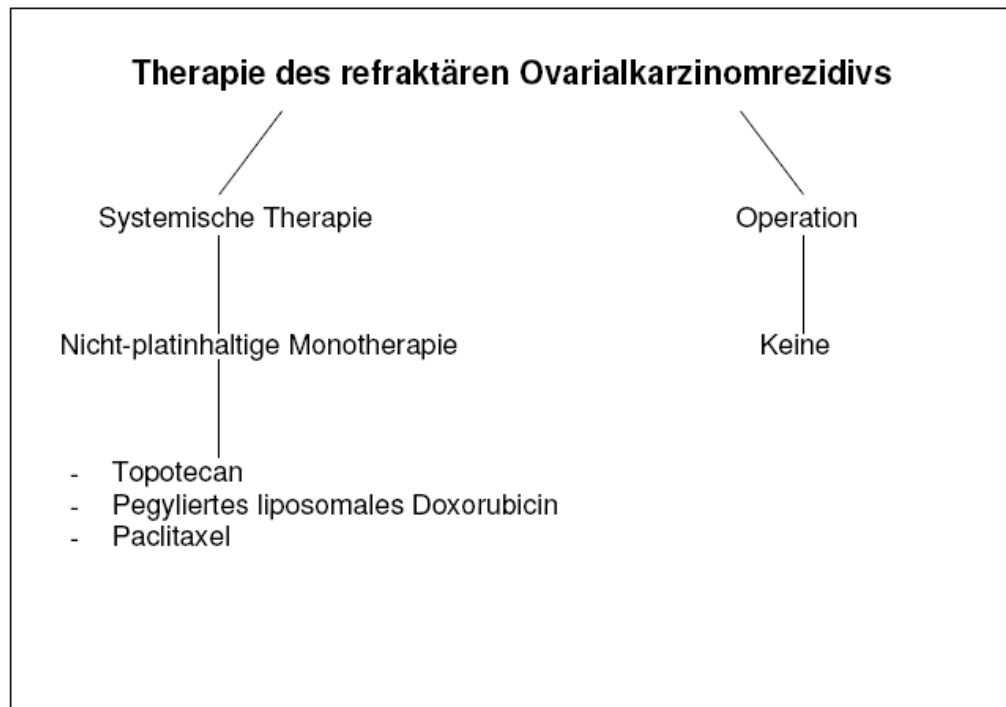 Therapie des refraktären Ovarialkarzinomrezidivs
Systemische Therapie
Operation
Nicht-platinhaltige Monotherapie
Keine
- Topotecan
- Pegyliertes liposomales Doxorubicin
- Paclitaxel